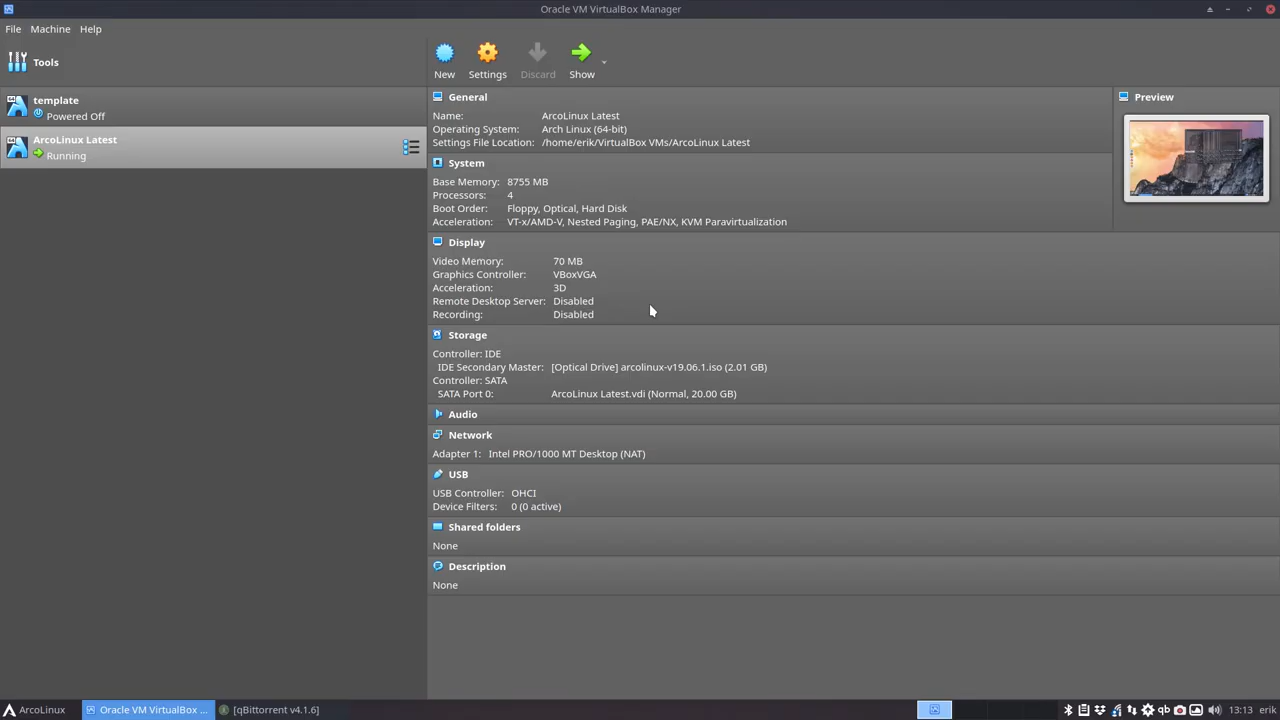 Oracle VM VirtualBox Manager
File Machine Help
Tools
New Settings Discard Show
64 template
Powered Off
64 ArcoLinux Latest
Running
General
Name: ArcoLinux Latest
Operating System: Arch Linux (64-bit)
Settings File Location: /home/erik/VirtualBox VMs/ArcoLinux Latest
Preview
System
Base Memory: 8755 MB
Processors: 4
Boot Order: Floppy, Optical, Hard Disk
Acceleration: VT-x/AMD-V, Nested Paging, PAE/NX, KVM Paravirtualization
Display
Video Memory: 70 MB
Graphics Controller: VBoxVGA
Acceleration: 3D
Remote Desktop Server: Disabled
Recording: Disabled
Storage
Controller: IDE
IDE Secondary Master: [Optical Drive] arcolinux-v19.06.1.iso (2.01 GB)
Controller: SATA
SATA Port 0: ArcoLinux Latest.vdi (Normal, 20.00 GB)
Audio
Network
Adapter 1: Intel PRO/1000 MT Desktop (NAT)
USB
USB Controller: OHCI
Device Filters: 0 (0 active)
Shared folders
None
Description
None
ArcoLinux Oracle VM VirtualBox ... [qBittorrent v4.1.6] qb 13:13 erik